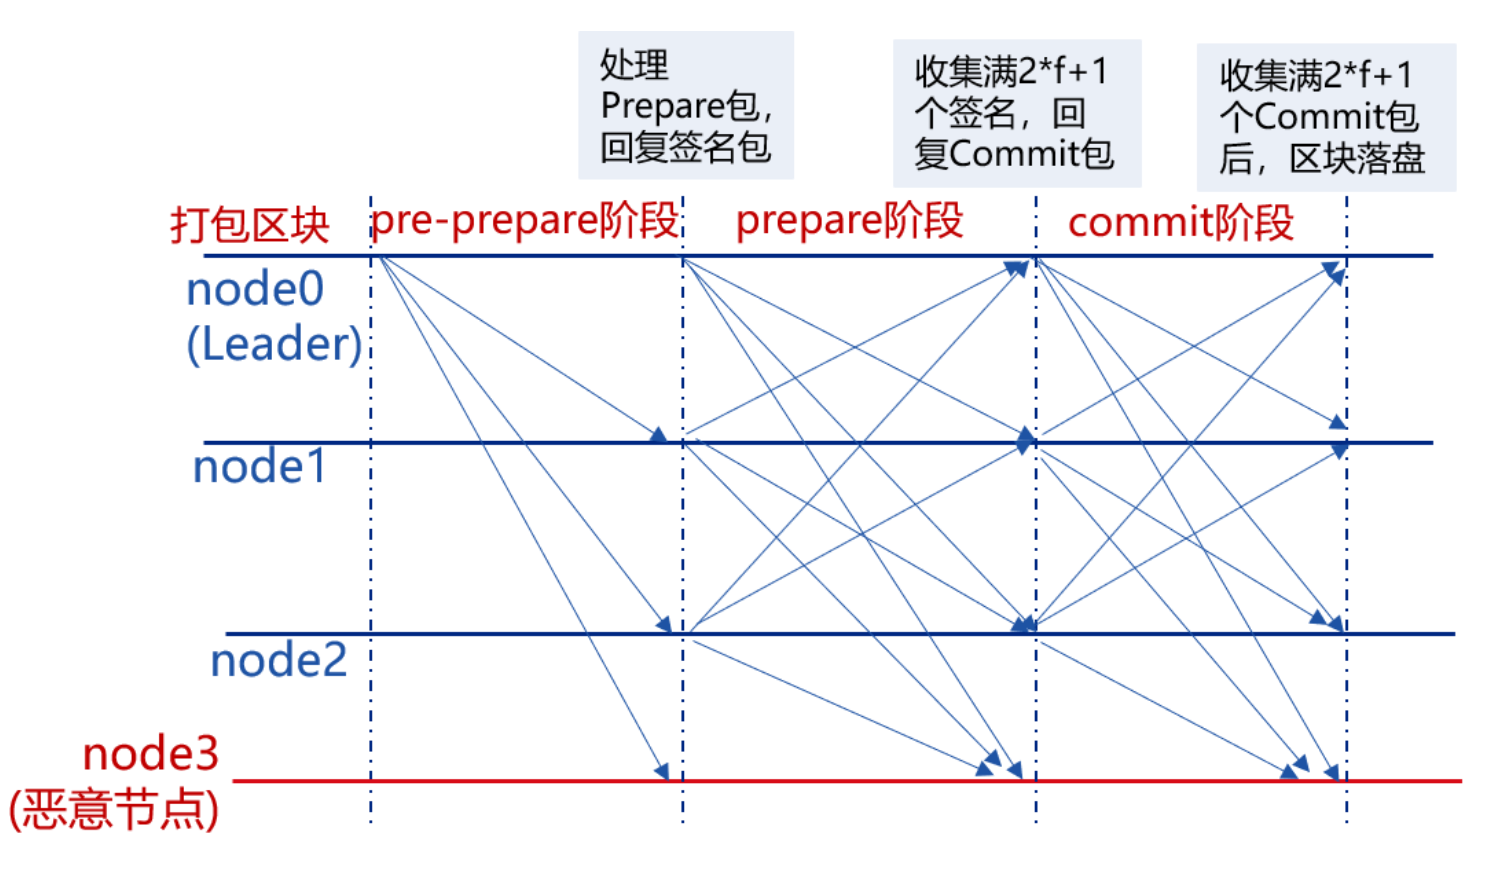 处理
Prepare包，
回复签名包
收集满2*f+1
个签名，回
复Commit包
收集满2*f+1
个Commit包
后，区块落盘
打包区块
pre-prepare阶段
prepare阶段
commit阶段
node0
(Leader)
node1
node2
node3
(恶意节点)